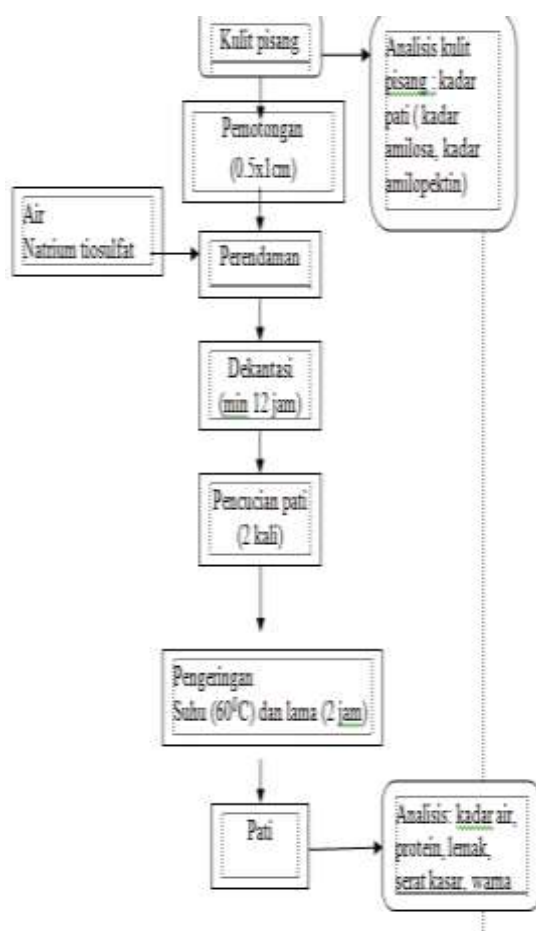 Kulit pisang
Analisis kulit
pisang : kadar
pati ( kadar
amilosa, kadar
amilopektin)
Pemotongan
(0.5x1cm)
Air
Natrium tiosulfat
Perendaman
Dekantasi
(min 12 jam)
Pencucian pati
(2 kali)
Pengeringan
Suhu (60⁰C) dan lama (2 jam)
Pati
Analisis: kadar air,
protein, lemak,
serat kasar, warna